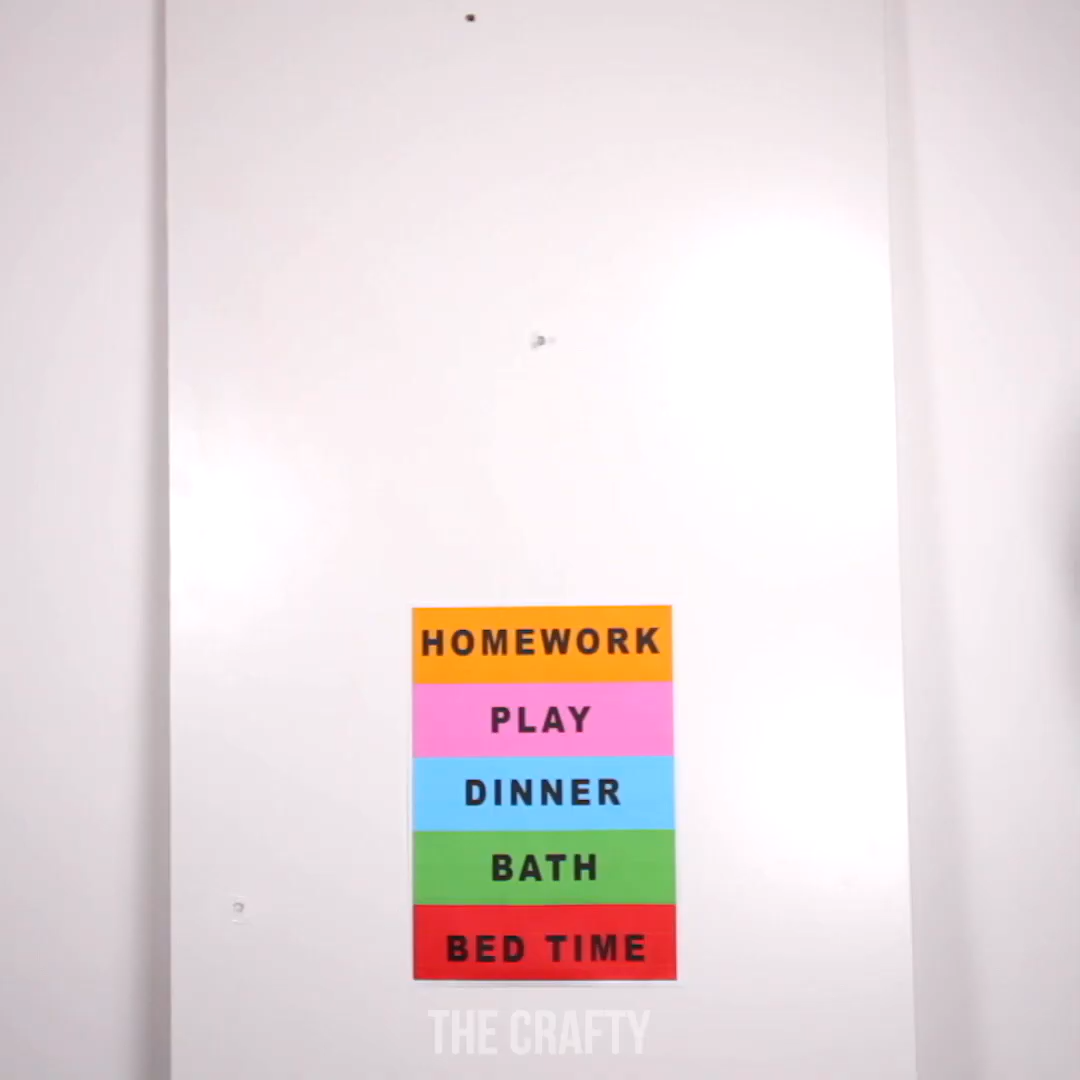 HOMEWORK
PLAY
DINNER
BATH
BED TIME
THE CRAFTY